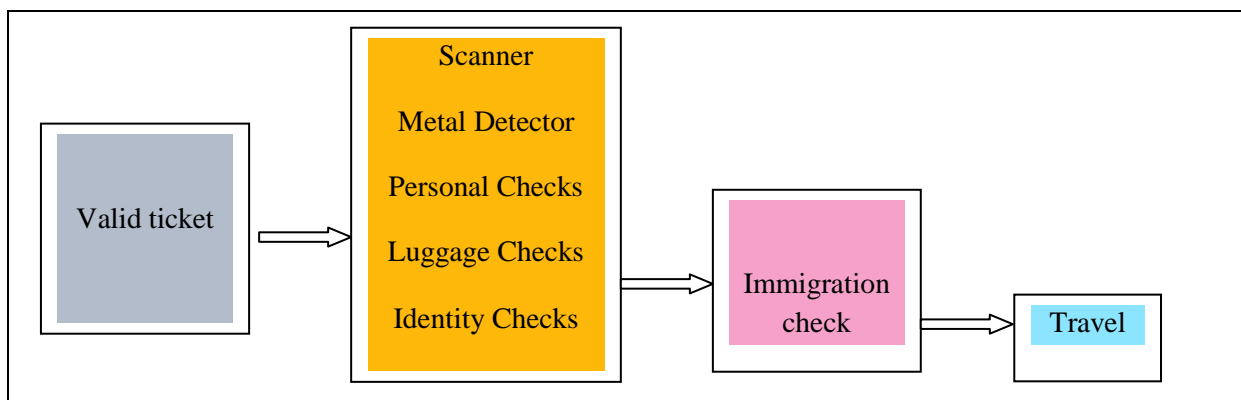 Valid ticket
Scanner
Metal Detector
Personal Checks
Luggage Checks
Identity Checks
Immigration
check
Travel